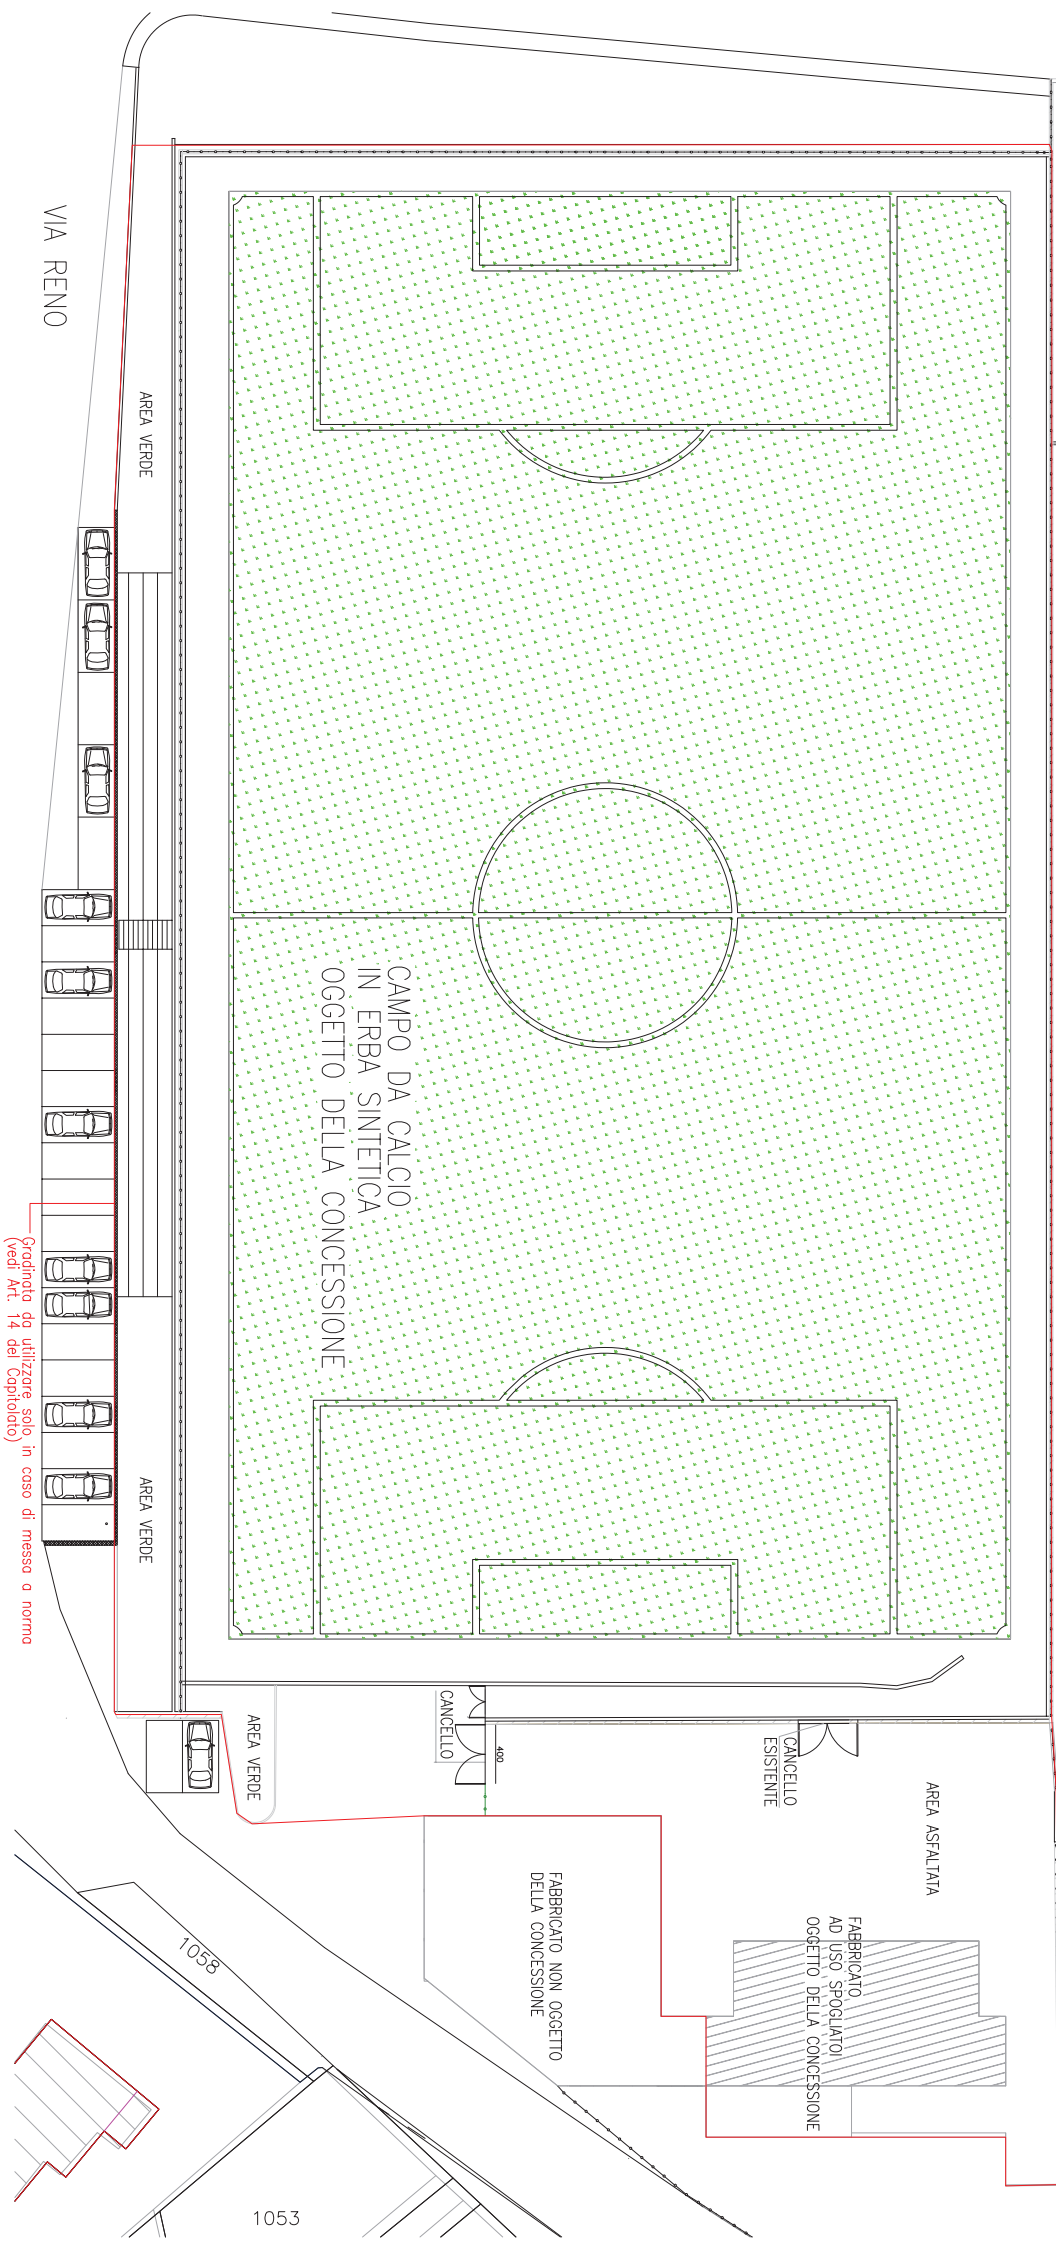 VIA RENO
AREA VERDE
CAMPO DA CALCIO
IN ERBA SINTETICA
OGGETTO DELLA CONCESSIONE
Gradinata da utilizzare solo in caso di messa a norma
(vedi Art. 14 del Capitolato)
AREA VERDE
AREA VERDE
CANCELLO
400
CANCELLO
ESISTENTE
AREA ASFALTATA
FABBRICATO NON OGGETTO
DELLA CONCESSIONE
FABBRICATO
AD USO SPOGLIATOI
OGGETTO DELLA CONCESSIONE
1058
1053